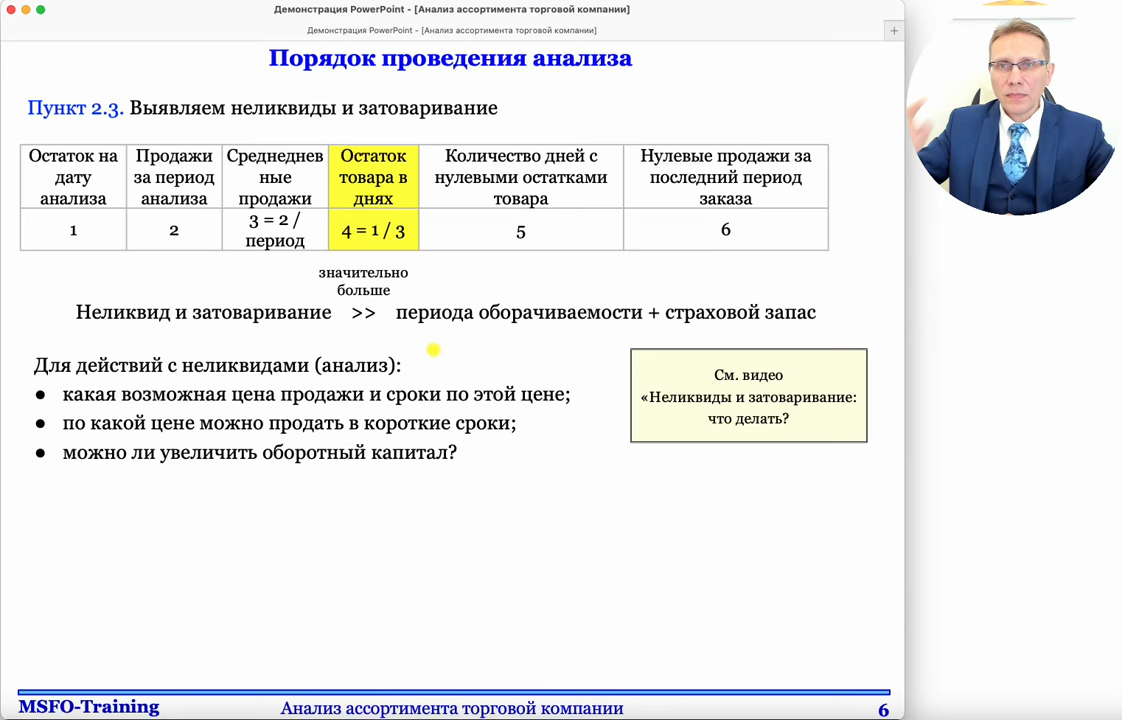 Демонстрация PowerPoint - [Анализ ассортимента торговой компании]
Демонстрация PowerPoint - [Анализ ассортимента торговой компании]
Порядок проведения анализа
Пункт 2.3. Выявляем неликвиды и затоваривание
Остаток на дату анализа
Продажи за период анализа
Среднеднев ные продажи
Остаток товара в днях
Количество дней с нулевыми остатками товара
Нулевые продажи за последний период заказа
1
2
3 = 2 / период
4 = 1 / 3
5
6
значительно
больше
Неликвид и затоваривание >> периода оборачиваемости + страховой запас
Для действий с неликвидами (анализ):
● какая возможная цена продажи и сроки по этой цене;
● по какой цене можно продать в короткие сроки;
● можно ли увеличить оборотный капитал?
См. видео
«Неликвиды и затоваривание:
что делать?
MSFO-Training
Анализ ассортимента торговой компании
6